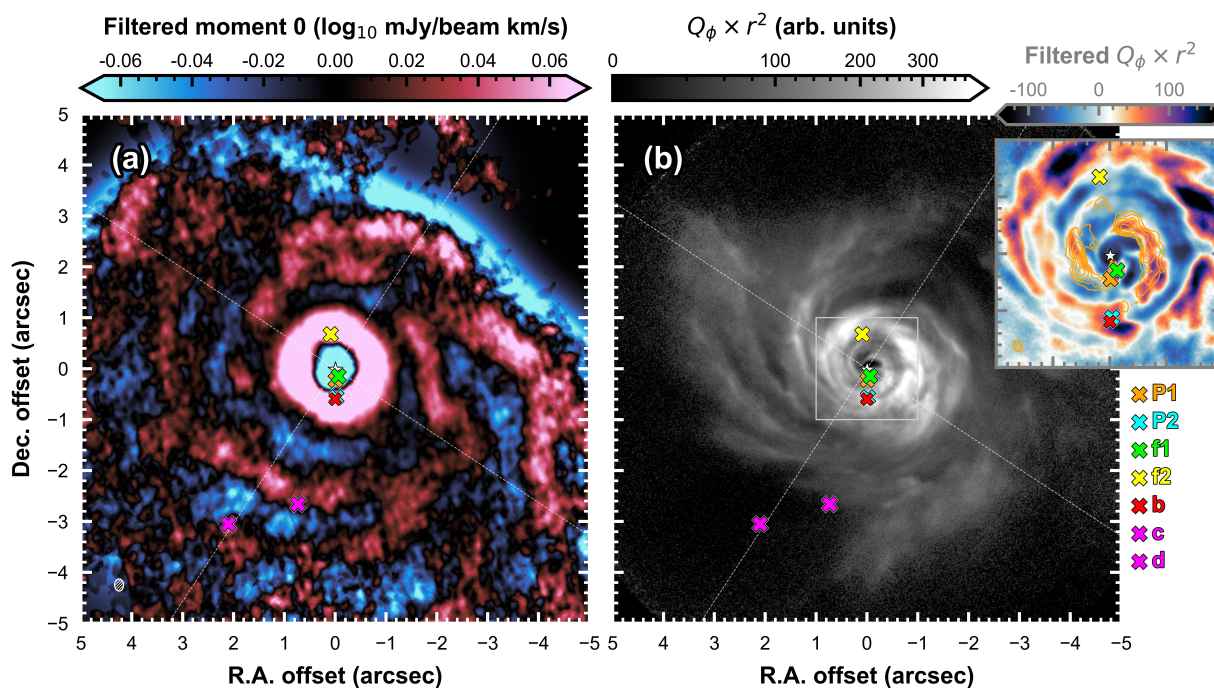 Filtered moment 0 (log₁₀ mJy/beam km/s)
−0.06 −0.04 −0.02 0.00 0.02 0.04 0.06
Q_ϕ × r² (arb. units)
0 100 200 300
Filtered Q_ϕ × r²
-100 0 100
(a)
(b)
5
4
3
2
1
0
−1
−2
−3
−4
−5
Dec. offset (arcsec)
5 4 3 2 1 0 −1 −2 −3 −4 −5
R.A. offset (arcsec)
5 4 3 2 1 0 −1 −2 −3 −4 −5
R.A. offset (arcsec)
P1
P2
f1
f2
b
c
d